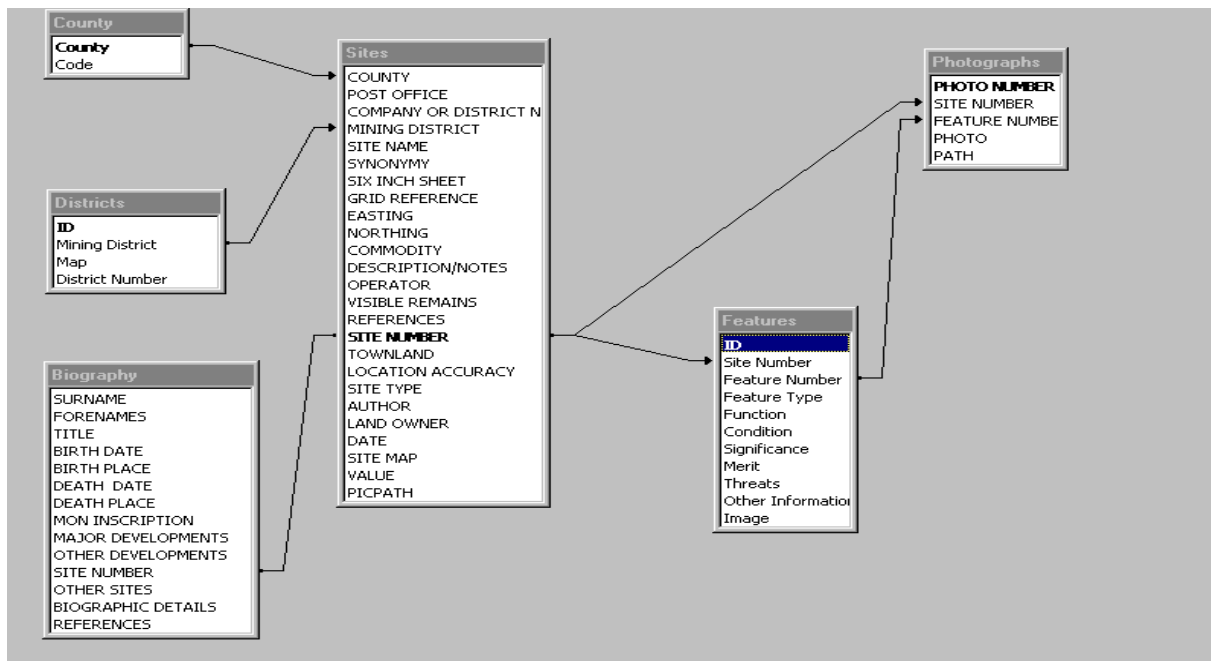 County
County
Code
Districts
ID
Mining District
Map
District Number
Biography
SURNAME
FORENAMES
TITLE
BIRTH DATE
BIRTH PLACE
DEATH DATE
DEATH PLACE
MON INSCRIPTION
MAJOR DEVELOPMENTS
OTHER DEVELOPMENTS
SITE NUMBER
OTHER SITES
BIOGRAPHIC DETAILS
REFERENCES
Sites
COUNTY
POST OFFICE
COMPANY OR DISTRICT N
MINING DISTRICT
SITE NAME
SYNONYMY
SIX INCH SHEET
GRID REFERENCE
EASTING
NORTHING
COMMODITY
DESCRIPTION/NOTES
OPERATOR
VISIBLE REMAINS
REFERENCES
SITE NUMBER
TOWNLAND
LOCATION ACCURACY
SITE TYPE
AUTHOR
LAND OWNER
DATE
SITE MAP
VALUE
PICPATH
Features
ID
Site Number
Feature Number
Feature Type
Function
Condition
Significance
Merit
Threats
Other Information
Image
Photographs
PHOTO NUMBER
SITE NUMBER
FEATURE NUMBE
PHOTO
PATH